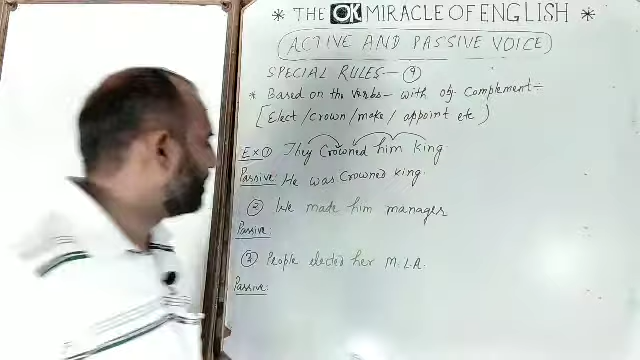 * THE OK MIRACLE OF ENGLISH *
ACTIVE AND PASSIVE VOICE
SPECIAL RULES - 9
* Based on the verbs - with obj. Complement :-
[Elect / crown / make / appoint etc)
Ex ① They Crowned him king.
Passive: He was Crowned king.
② We made him manager
Passive:
③ People elected her M.L.A.
Passive: